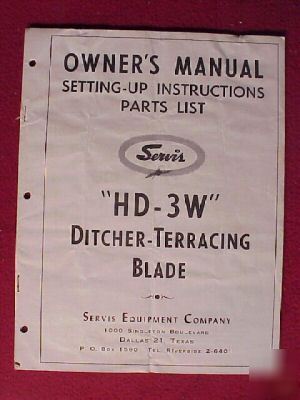 OWNER'S MANUAL
SETTING-UP INSTRUCTIONS
PARTS LIST
Servis
"HD-3W"
DITCHER-TERRACING
BLADE
SERVIS EQUIPMENT COMPANY
1000 SINGLETON BOULEVARD
DALLAS 21, TEXAS
P. O. BOX 1590 TEL. RIVERSIDE 2-640